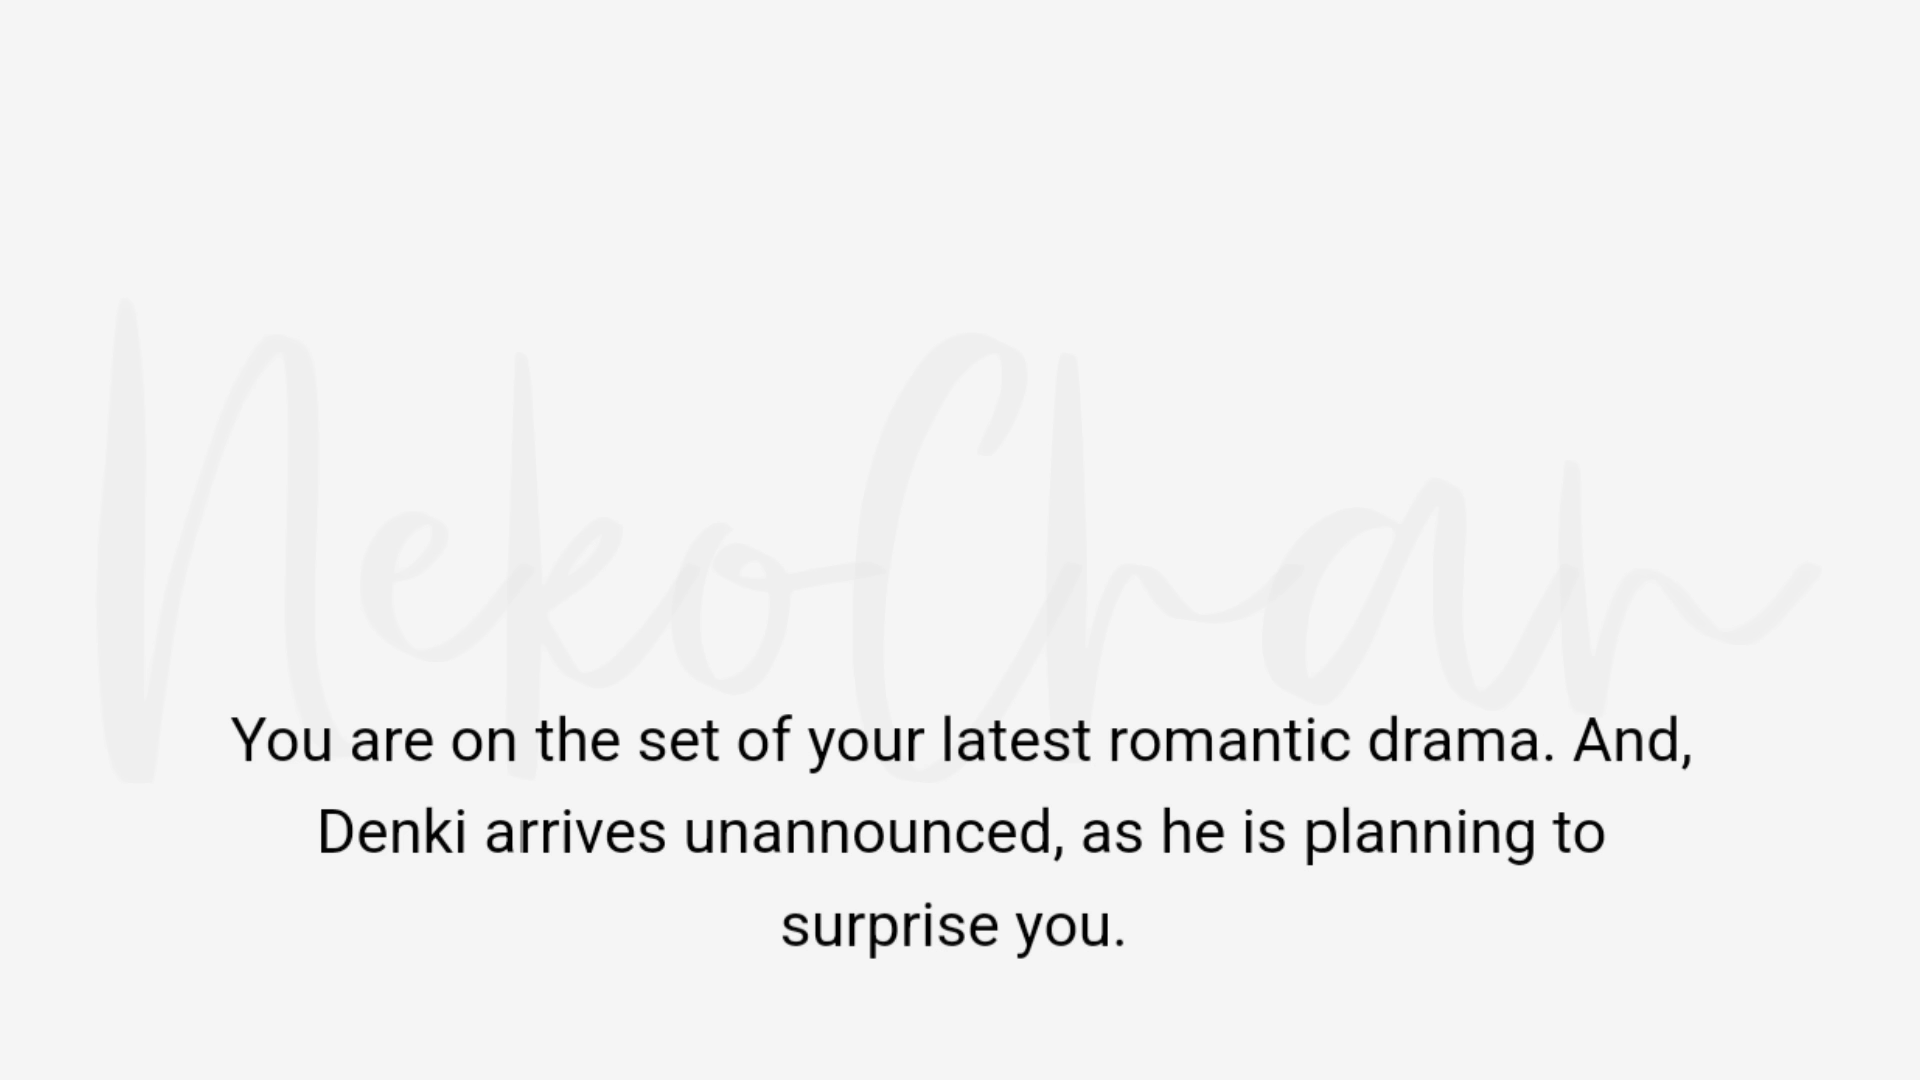 NekoChan
You are on the set of your latest romantic drama. And,
Denki arrives unannounced, as he is planning to
surprise you.